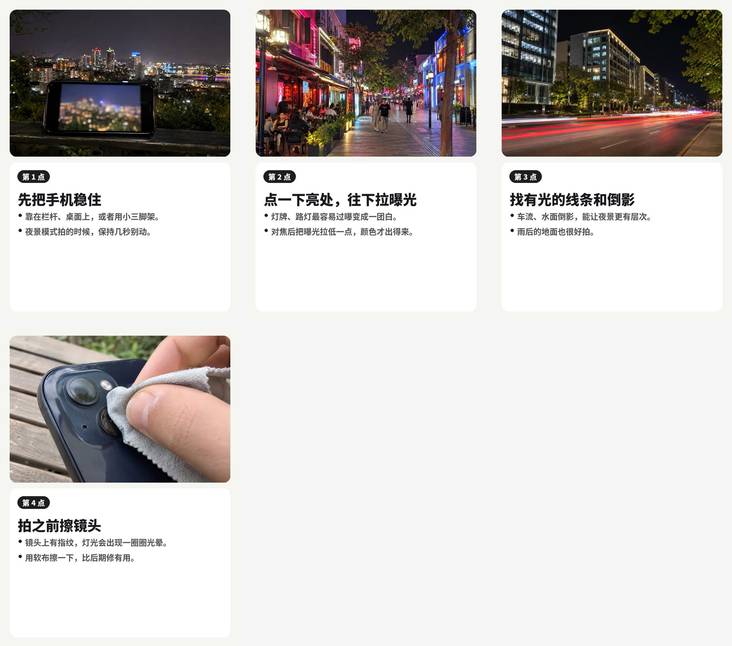 第1点
先把手机稳住
• 靠在栏杆、桌面上，或者用小三脚架。
• 夜景模式拍的时候，保持几秒别动。
第2点
点一下亮处，往下拉曝光
• 灯牌、路灯最容易过曝变成一团白。
• 对焦后把曝光拉低一点，颜色才出得来。
第3点
找有光的线条和倒影
• 车流、水面倒影，能让夜景更有层次。
• 雨后的地面也很好拍。
第4点
拍之前擦镜头
• 镜头上有指纹，灯光会出现一圈圈光晕。
• 用软布擦一下，比后期修有用。